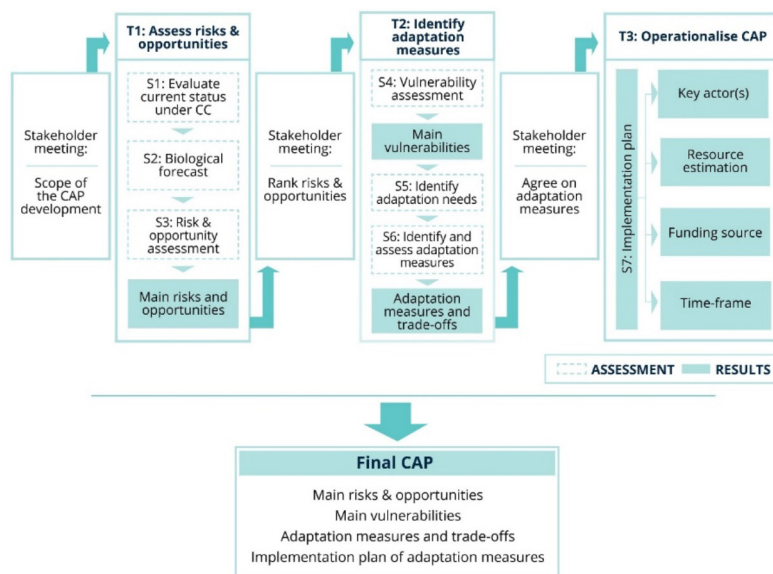 Stakeholder
meeting:
Scope of
the CAP
development
T1: Assess risks &
opportunities
S1: Evaluate
current status
under CC
S2: Biological
forecast
S3: Risk &
opportunity
assessment
Main risks and
opportunities
Stakeholder
meeting:
Rank risks &
opportunities
T2: Identify
adaptation
measures
S4: Vulnerability
assessment
Main
vulnerabilities
S5: Identify
adaptation needs
S6: Identify and
assess adaptation
measures
Adaptation
measures and
trade-offs
Stakeholder
meeting:
Agree on
adaptation
measures
T3: Operationalise CAP
S7: Implementation plan
Key actor(s)
Resource
estimation
Funding source
Time-frame
ASSESSMENT
RESULTS
Final CAP
Main risks & opportunities
Main vulnerabilities
Adaptation measures and trade-offs
Implementation plan of adaptation measures